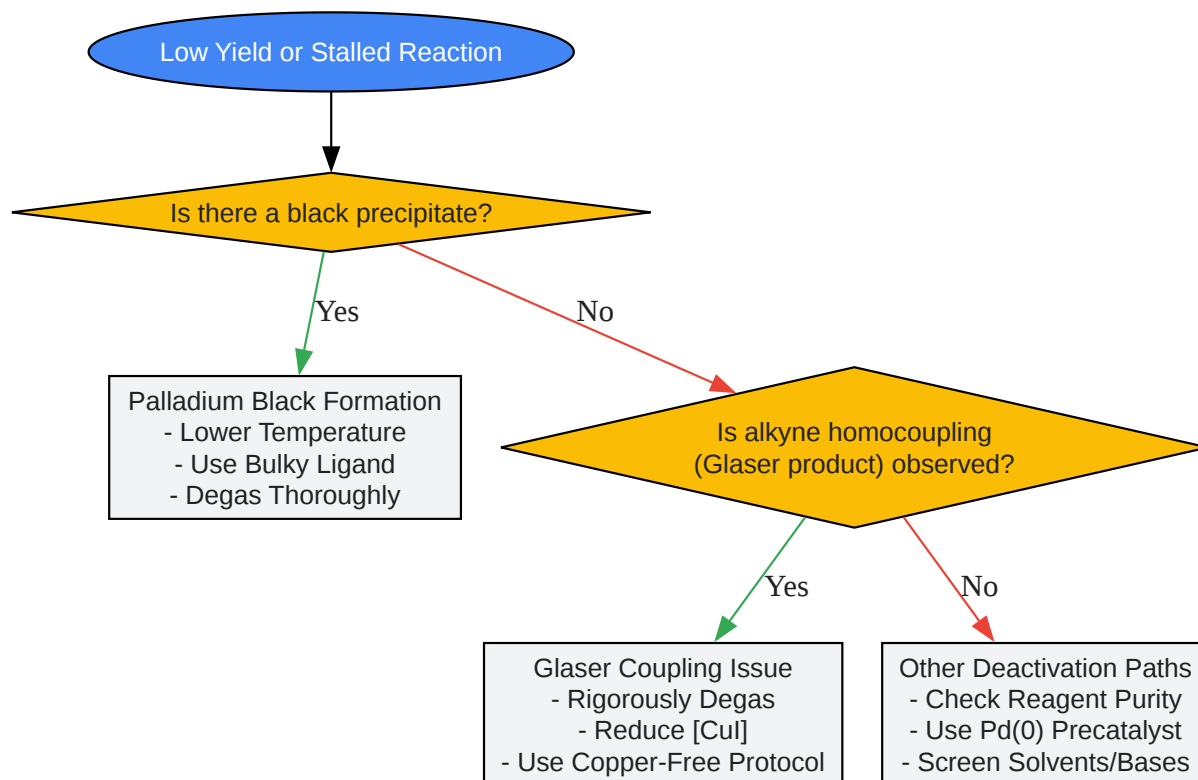 Low Yield or Stalled Reaction
Is there a black precipitate?
Yes
No
Palladium Black Formation
- Lower Temperature
- Use Bulky Ligand
- Degas Thoroughly
Is alkyne homocoupling
(Glaser product) observed?
Yes
No
Glaser Coupling Issue
- Rigorously Degas
- Reduce [CuI]
- Use Copper-Free Protocol
Other Deactivation Paths
- Check Reagent Purity
- Use Pd(0) Precatalyst
- Screen Solvents/Bases